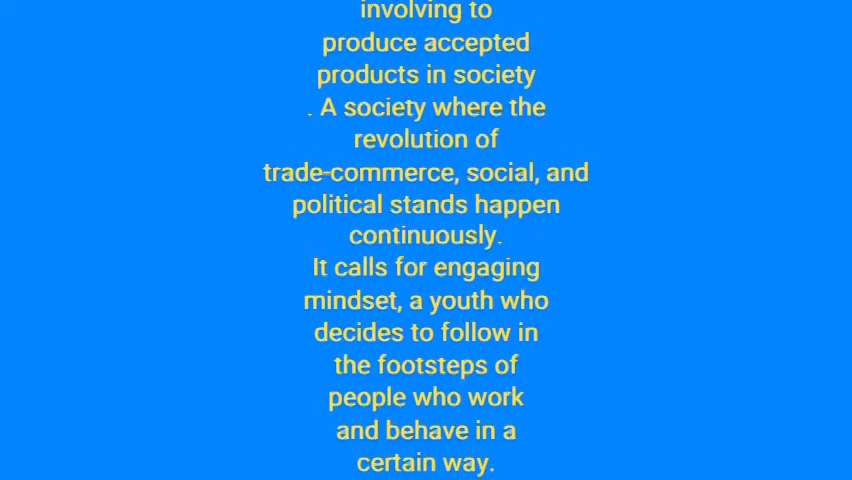 involving to
produce accepted
products in society
. A society where the
revolution of
trade-commerce, social, and
political stands happen
continuously.
It calls for engaging
mindset, a youth who
decides to follow in
the footsteps of
people who work
and behave in a
certain way.